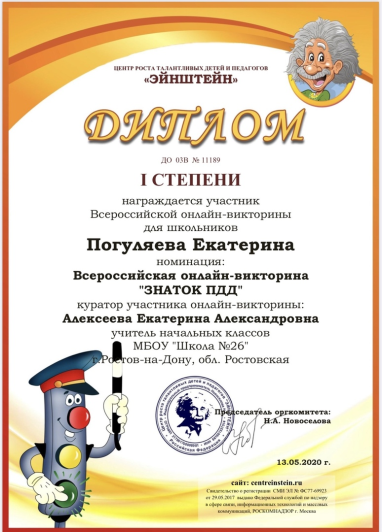 ЦЕНТР РОСТА ТАЛАНТЛИВЫХ ДЕТЕЙ И ПЕДАГОГОВ
«ЭЙНШТЕЙН»
ДИПЛОМ
ДО 03В № 11189
I СТЕПЕНИ
награждается участник
Всероссийской онлайн-викторины
для школьников
Погуляева Екатерина
номинация:
Всероссийская онлайн-викторина
"ЗНАТОК ПДД"
куратор участника онлайн-викторины:
Алексеева Екатерина Александровна
учитель начальных классов
МБОУ "Школа №26"
г.Ростов-на-Дону, обл. Ростовская
Председатель оргкомитета:
Н.А. Новоселова
13.05.2020 г.
сайт: centreinstein.ru
Свидетельство о регистрации СМИ ЭЛ № ФС77-69923
от 29.05.2017 выдано Федеральной службой по надзору
в сфере связи, информационных технологий и массовых
коммуникаций, РОСКОМНАДЗОР г. Москва